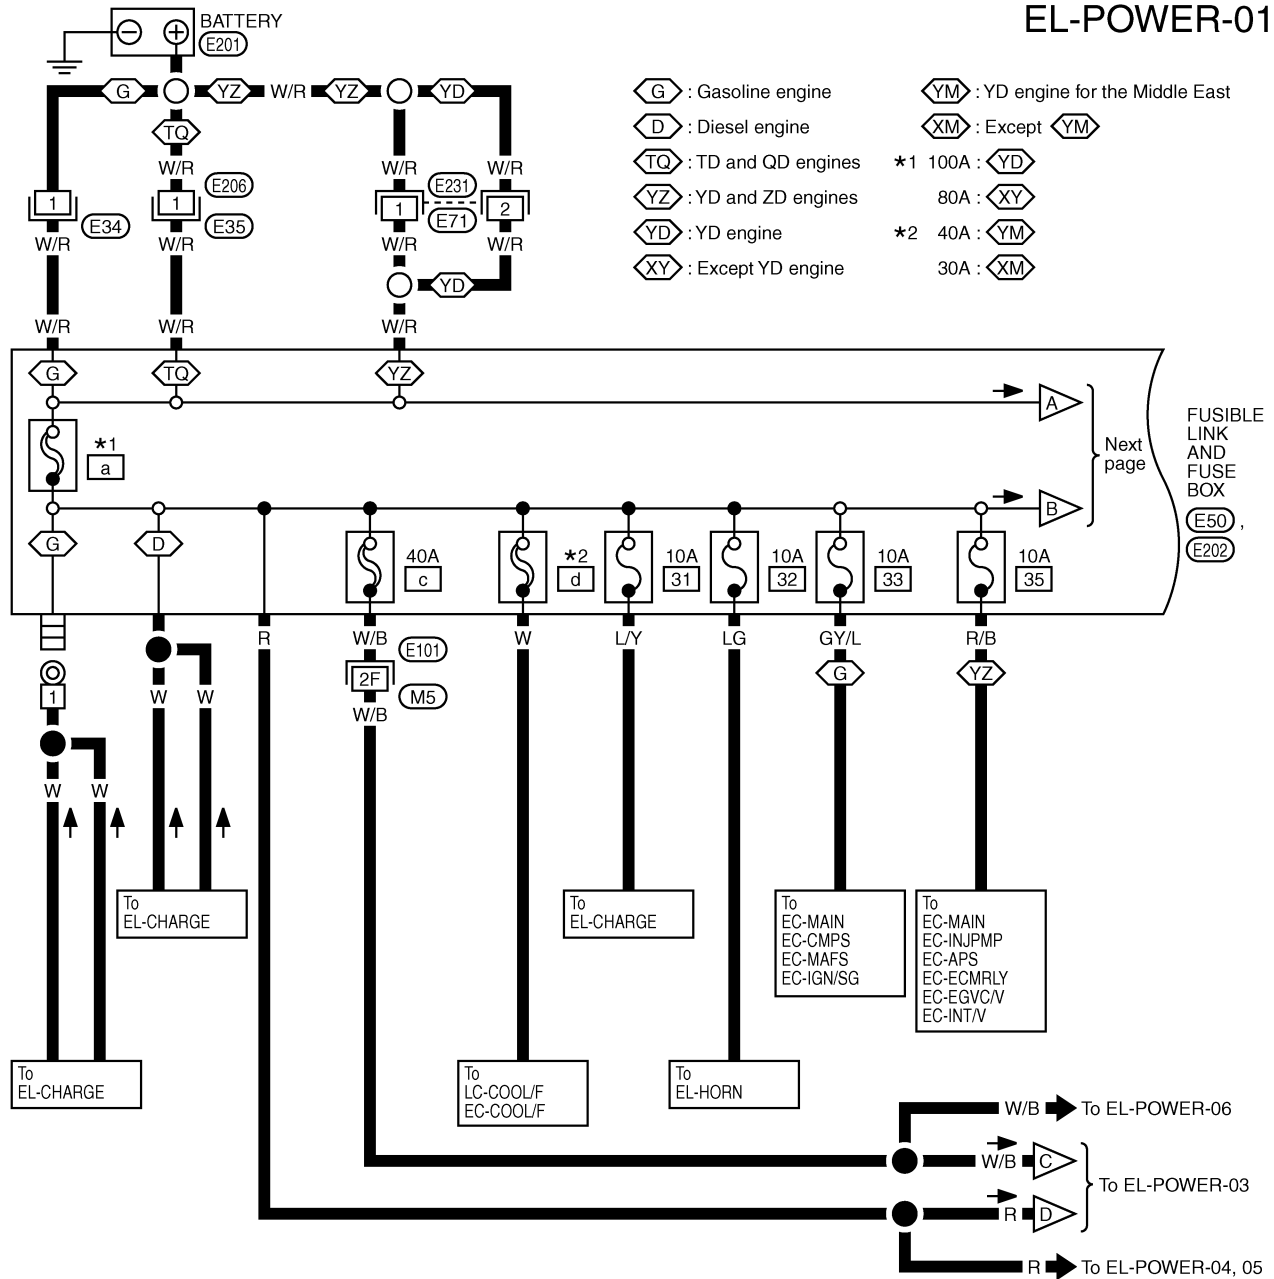 EL-POWER-01
BATTERY
E201
G
YZ
W/R
YZ
YD
TQ
W/R
W/R
W/R
1
E34
1
E206
E35
1
E231
E71
2
W/R
W/R
W/R
W/R
YD
W/R
W/R
W/R
G : Gasoline engine
D : Diesel engine
TQ : TD and QD engines
YZ : YD and ZD engines
YD : YD engine
XY : Except YD engine
YM : YD engine for the Middle East
XM : Except YM
*1 100A : YD
80A : XY
*2 40A : YM
30A : XM
G
TQ
YZ
A
*1
a
Next
page
B
FUSIBLE
LINK
AND
FUSE
BOX
E50 ,
E202
G
D
40A
c
*2
d
10A
31
10A
32
10A
33
10A
35
R
W/B
W
L/Y
LG
GY/L
R/B
E101
2F
M5
W/B
G
YZ
1
W
W
W
W
To
EL-CHARGE
To
EL-CHARGE
To
EC-MAIN
EC-CMPS
EC-MAFS
EC-IGN/SG
To
EC-MAIN
EC-INJPMP
EC-APS
EC-ECMRLY
EC-EGVC/V
EC-INT/V
To
EL-CHARGE
To
LC-COOL/F
EC-COOL/F
To
EL-HORN
W/B
To EL-POWER-06
W/B
C
To EL-POWER-03
R
D
R
To EL-POWER-04, 05